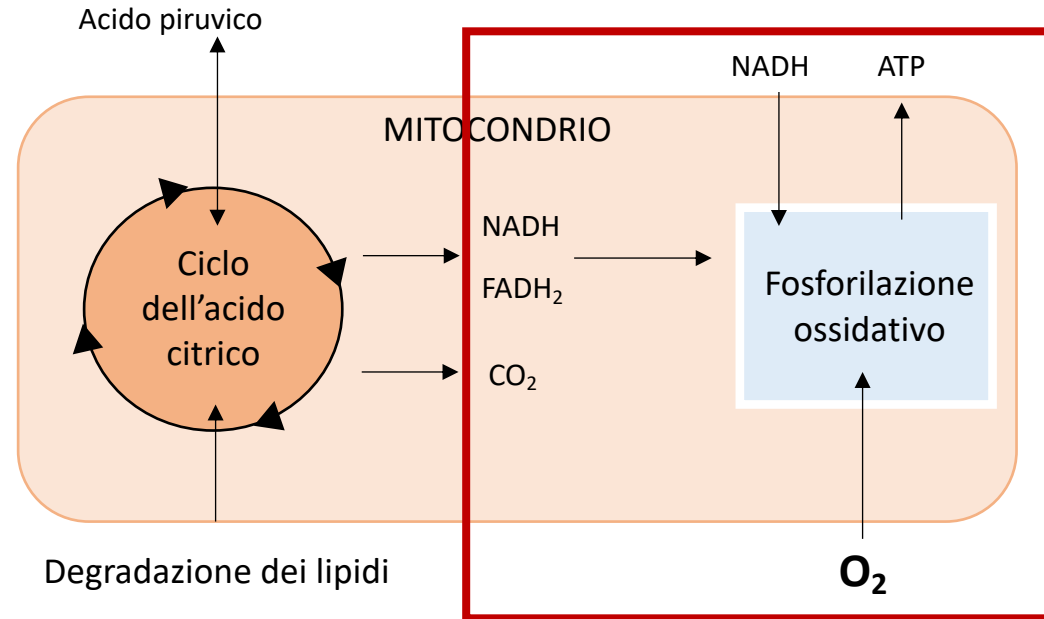 Acido piruvico
NADH
ATP
MITOCONDRIO
Ciclo
dell'acido
citrico
NADH
FADH₂
CO₂
Fosforilazione
ossidativo
Degradazione dei lipidi
O₂